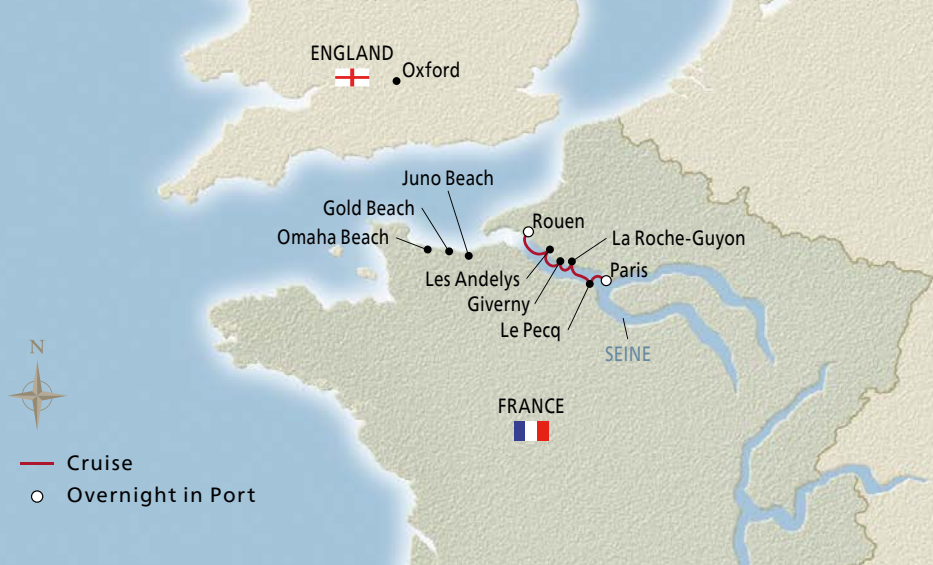 ENGLAND
Oxford
Juno Beach
Gold Beach
Omaha Beach
Rouen
La Roche-Guyon
Les Andelys
Paris
Giverny
Le Pecq
SEINE
N
FRANCE
Cruise
Overnight in Port